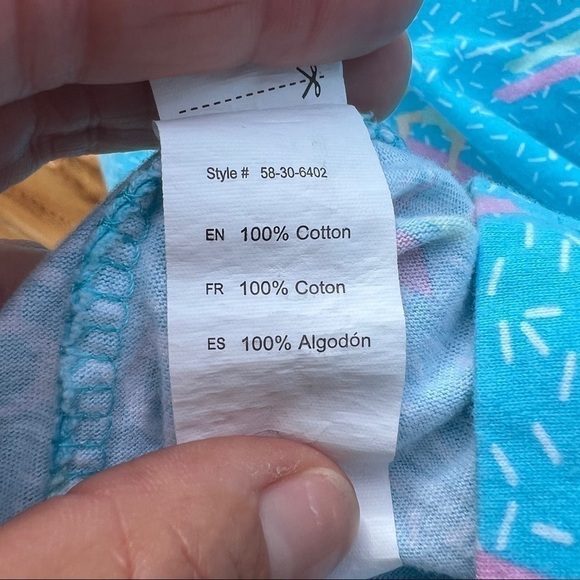 Style # 58-30-6402
EN 100% Cotton
FR 100% Coton
ES 100% Algodón